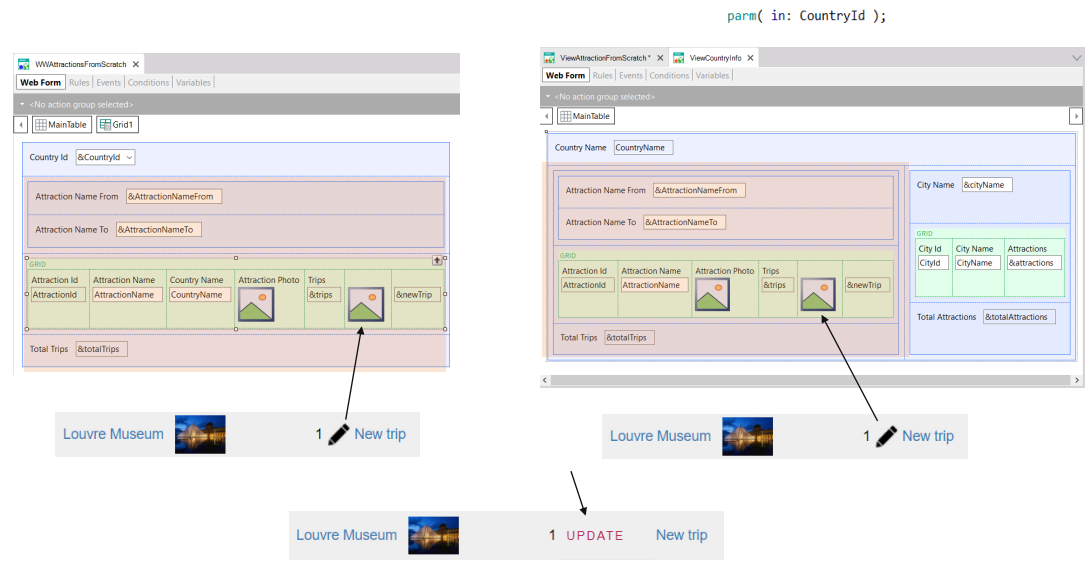 parm( in: CountryId );
WWAttractionsFromScratch X
Web Form Rules Events Conditions Variables
<No action group selected>
MainTable Grid1
Country Id &CountryId
Attraction Name From &AttractionNameFrom
Attraction Name To &AttractionNameTo
GRID
Attraction Id Attraction Name Country Name Attraction Photo Trips
AttractionId AttractionName CountryName &trips &newTrip
Total Trips &totalTrips
Louvre Museum 1 New trip
ViewAttractionFromScratch * X ViewCountryInfo X
Web Form Rules Events Conditions Variables
<No action group selected>
MainTable
Country Name CountryName
Attraction Name From &AttractionNameFrom
Attraction Name To &AttractionNameTo
GRID
Attraction Id Attraction Name Attraction Photo Trips
AttractionId AttractionName &trips &newTrip
Total Trips &totalTrips
City Name &cityName
GRID
City Id City Name Attractions
CityId CityName &attractions
Total Attractions &totalAttractions
Louvre Museum 1 New trip
Louvre Museum 1 UPDATE New trip